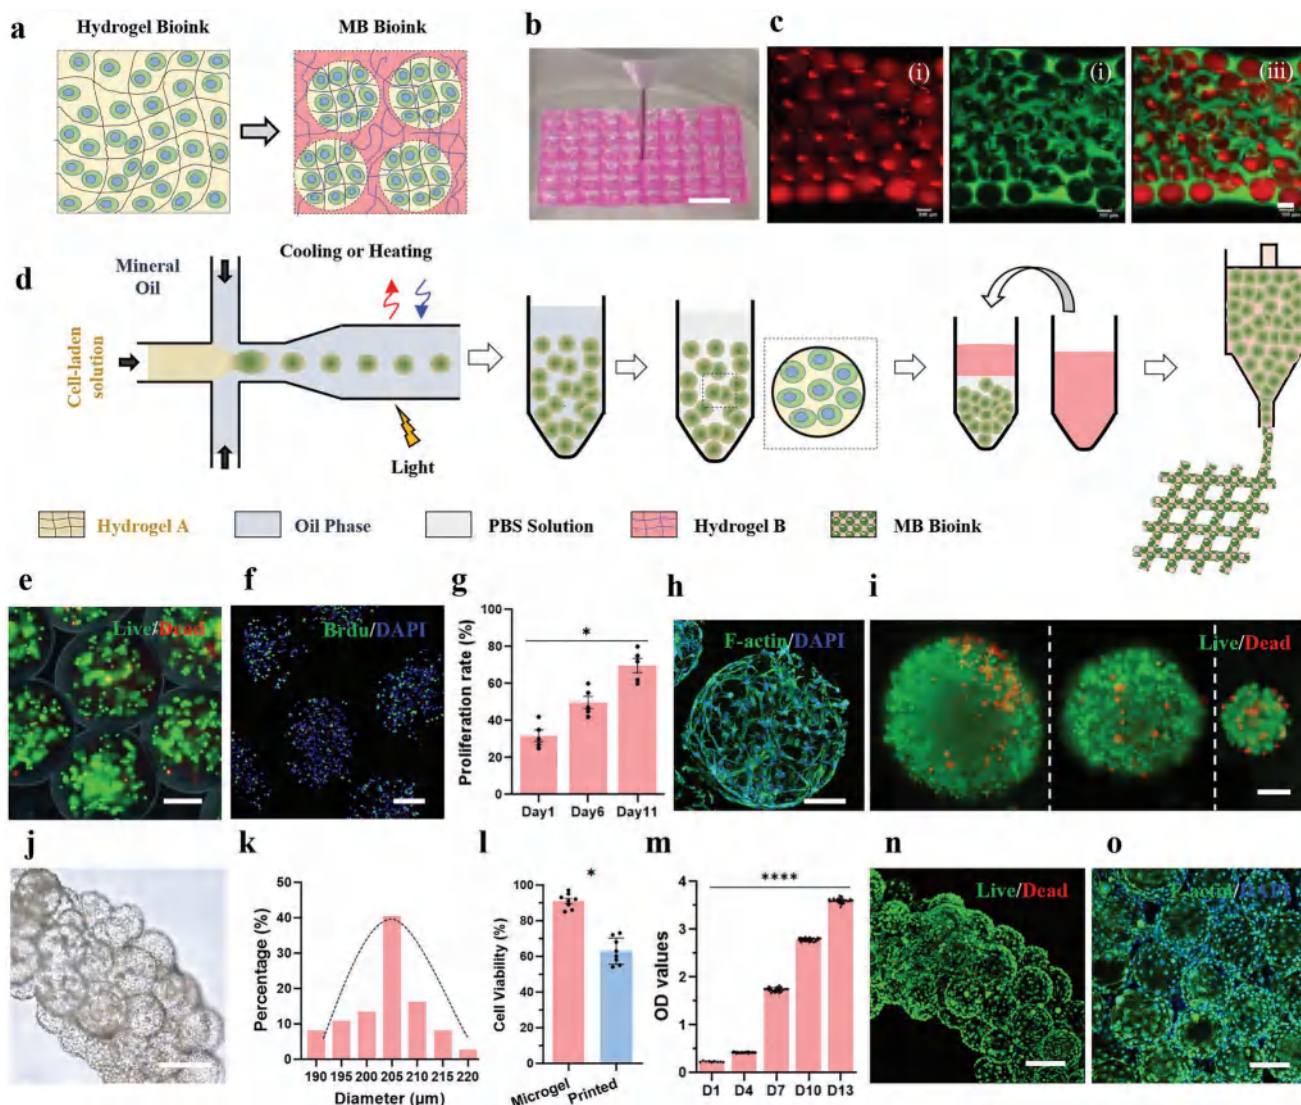 a
Hydrogel Bioink
MB Bioink
b
c
(i)
(i)
(iii)
d
Mineral
Oil
Cooling or Heating
Cell-laden
solution
Light
Hydrogel A
Oil Phase
PBS Solution
Hydrogel B
MB Bioink
e
Live/Dead
f
Brdu/DAPI
g
Proliferation rate (%)
100
80
60
40
20
0
*
Day1
Day6
Day11
h
F-actin/DAPI
i
Live/Dead
j
k
Percentage (%)
50
40
30
20
10
0
190 195 200 205 210 215 220
Diameter (μm)
l
Cell Viability (%)
100
80
60
40
20
0
*
Microgel
Printed
m
OD values
4
3
2
1
0
****
D1 D4 D7 D10 D13
n
Live/Dead
o
F-actin/DAPI